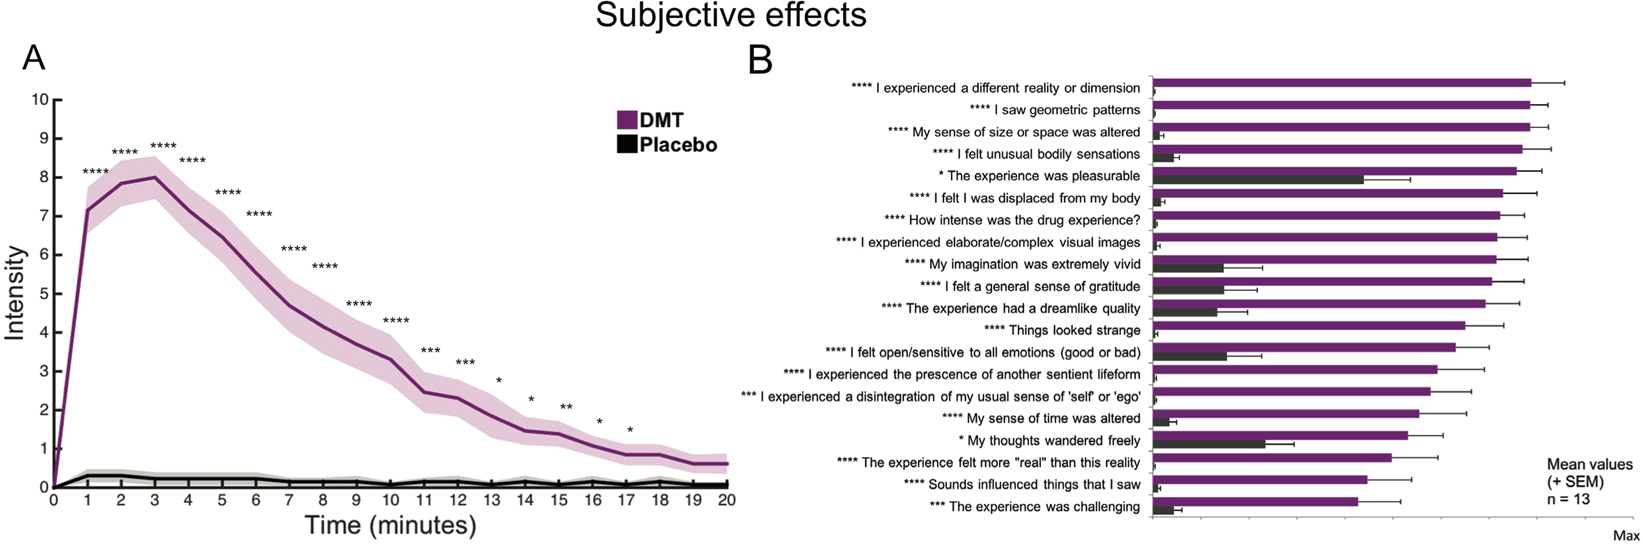 Subjective effects
A
10
9
8
7
6
5
4
3
2
1
0
Intensity
****
****
****
****
****
****
****
****
****
****
***
***
*
*
**
*
*
DMT
Placebo
0 1 2 3 4 5 6 7 8 9 10 11 12 13 14 15 16 17 18 19 20
Time (minutes)
B
**** I experienced a different reality or dimension
**** I saw geometric patterns
**** My sense of size or space was altered
**** I felt unusual bodily sensations
* The experience was pleasurable
**** I felt I was displaced from my body
**** How intense was the drug experience?
**** I experienced elaborate/complex visual images
**** My imagination was extremely vivid
**** I felt a general sense of gratitude
**** The experience had a dreamlike quality
**** Things looked strange
**** I felt open/sensitive to all emotions (good or bad)
**** I experienced the prescence of another sentient lifeform
*** I experienced a disintegration of my usual sense of 'self' or 'ego'
**** My sense of time was altered
* My thoughts wandered freely
**** The experience felt more "real" than this reality
**** Sounds influenced things that I saw
*** The experience was challenging
Mean values
(+ SEM)
n = 13
Max